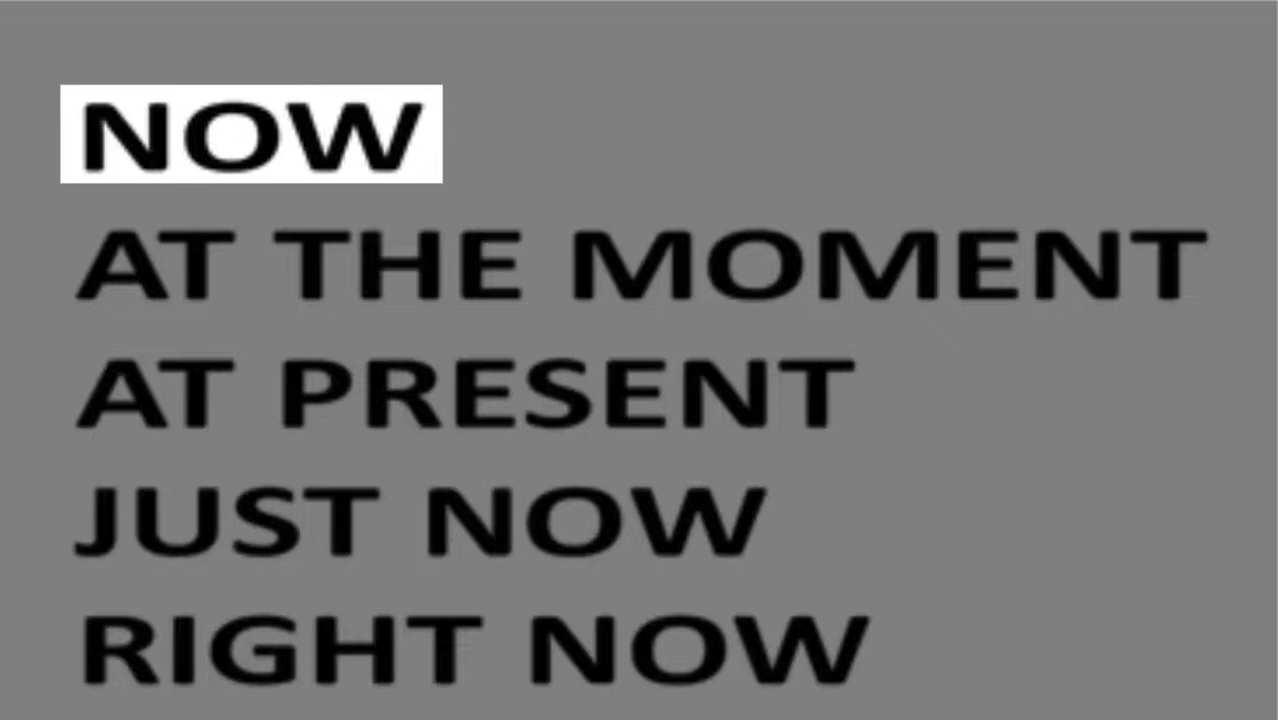 NOW
AT THE MOMENT
AT PRESENT
JUST NOW
RIGHT NOW